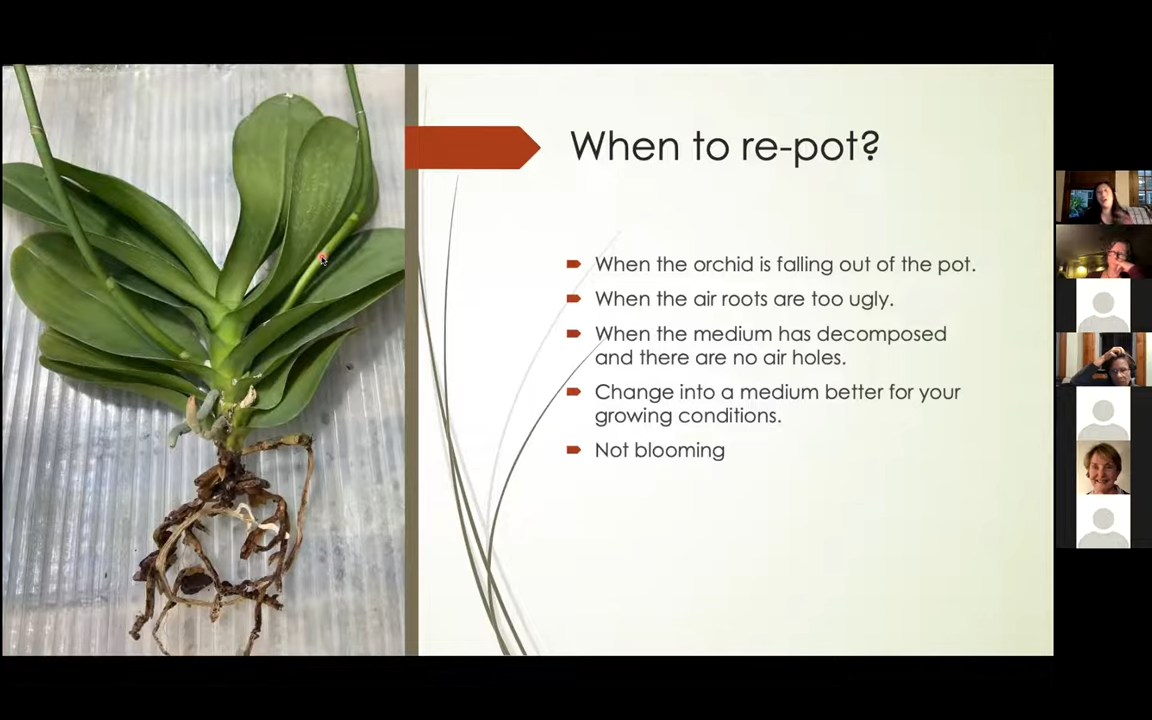 When to re-pot?
When the orchid is falling out of the pot.
When the air roots are too ugly.
When the medium has decomposed
and there are no air holes.
Change into a medium better for your
growing conditions.
Not blooming